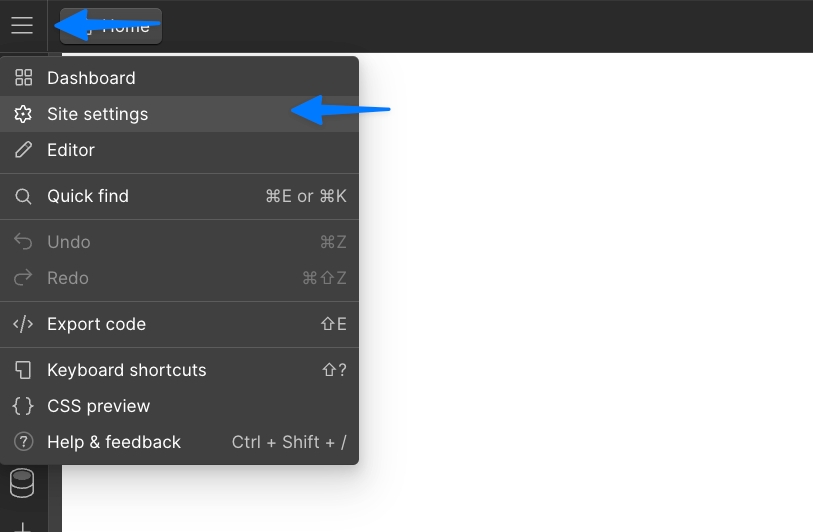 Home
Dashboard
Site settings
Editor
Quick find ⌘E or ⌘K
Undo ⌘Z
Redo ⌘⇧Z
</> Export code ⇧E
Keyboard shortcuts ⇧?
{ } CSS preview
? Help & feedback Ctrl + Shift + /